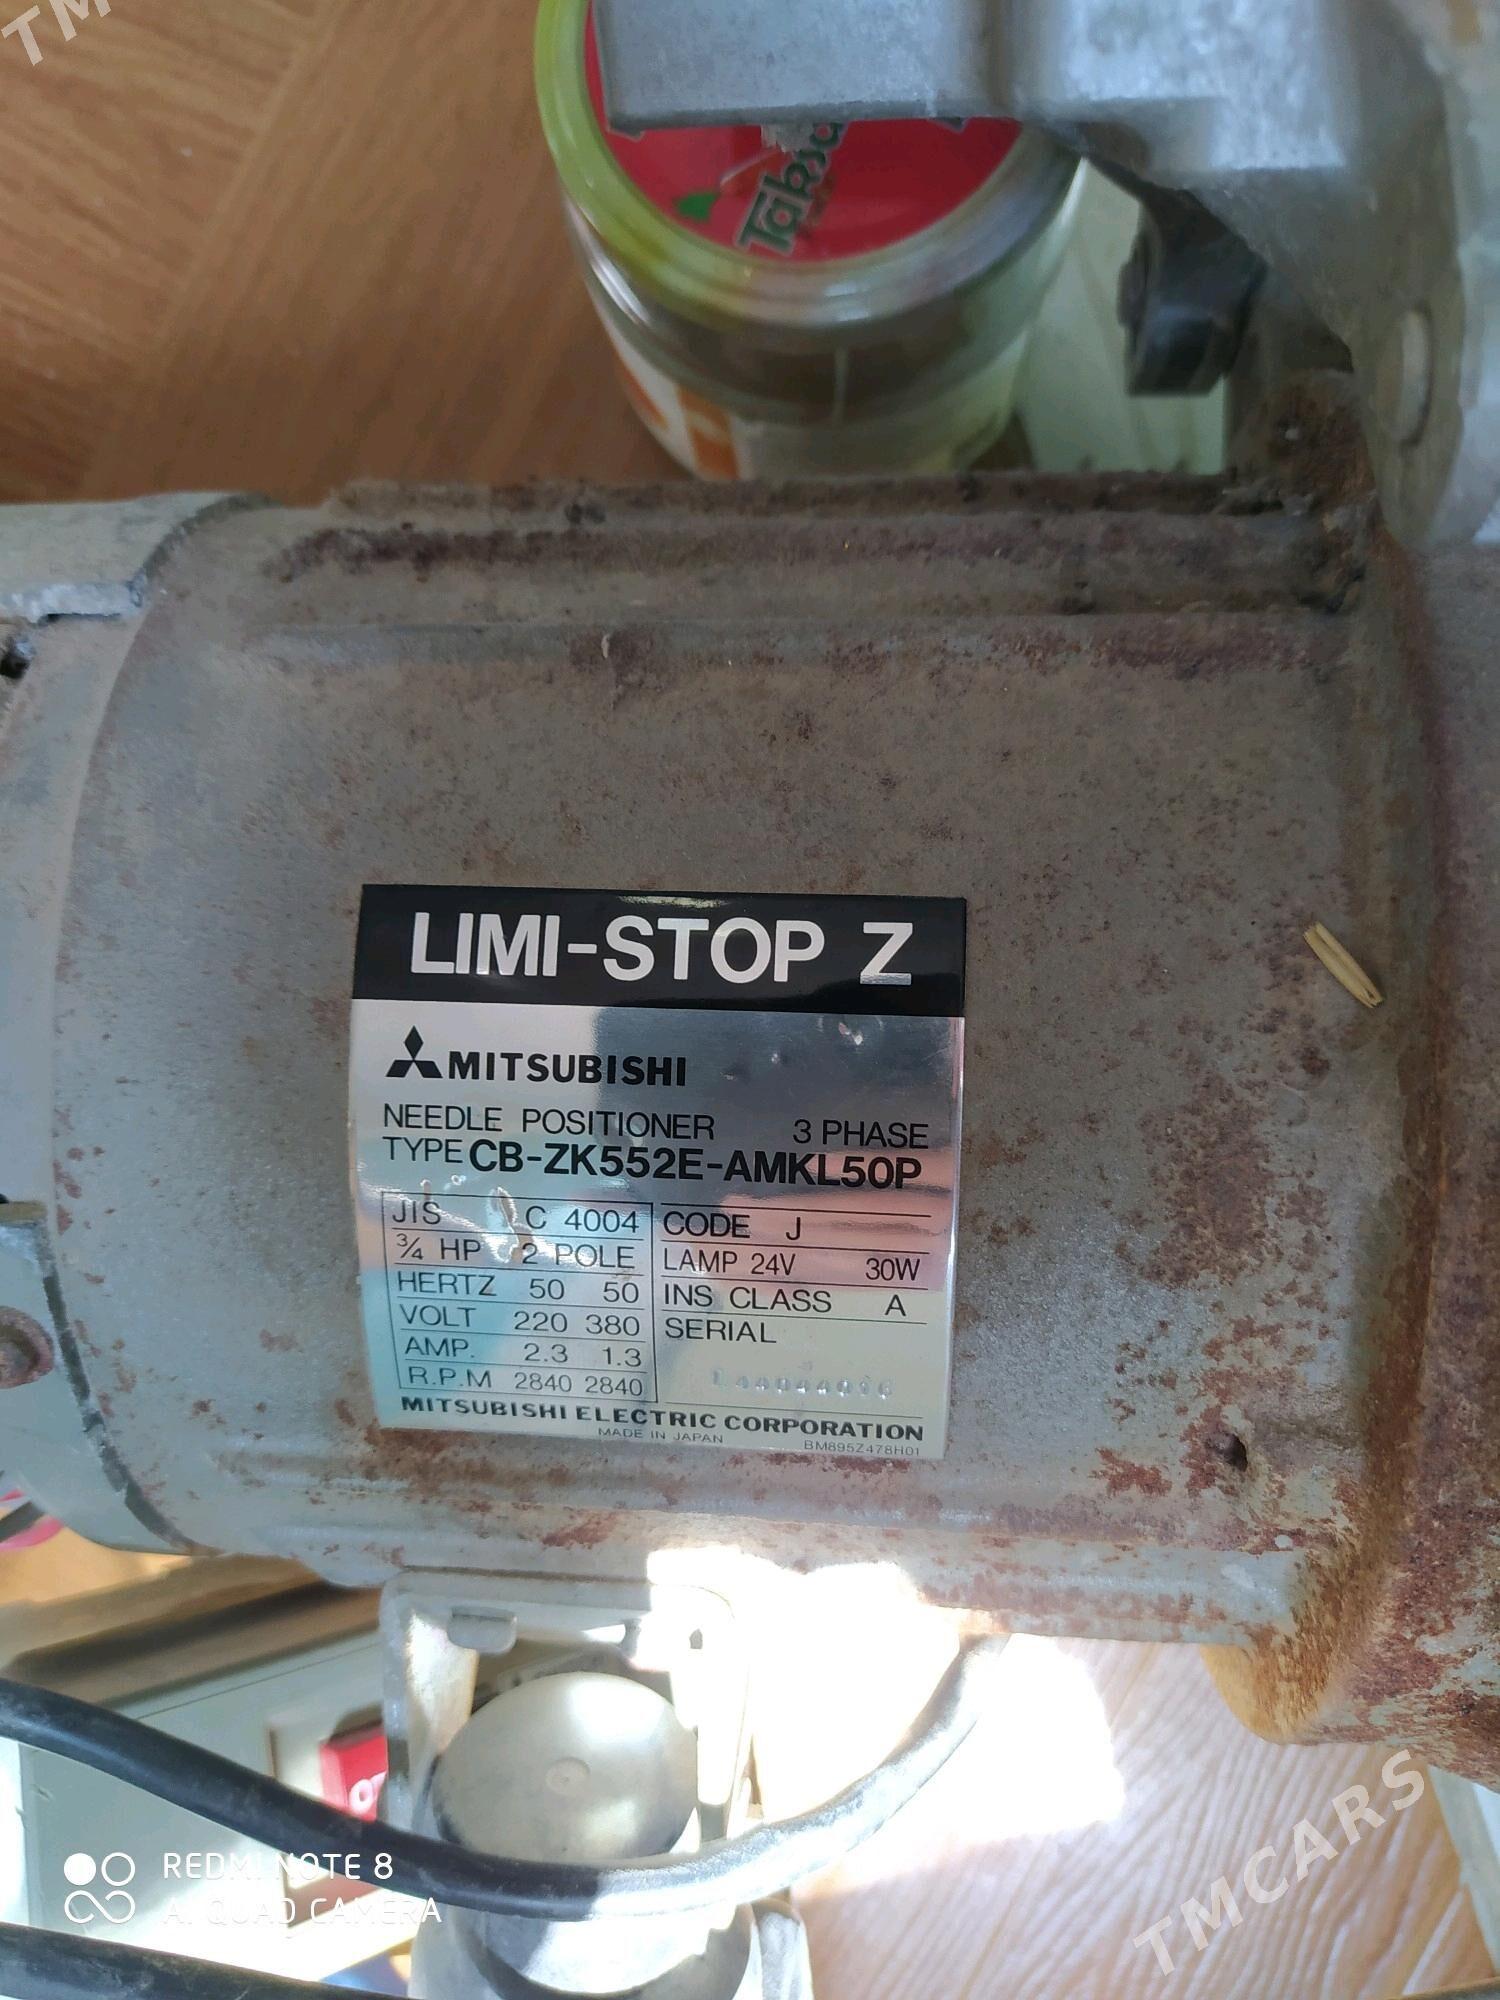 TM
Taksa
LIMI-STOP Z
MITSUBISHI
NEEDLE POSITIONER 3 PHASE
TYPE CB-ZK552E-AMKL50P
JIS C 4004 CODE J
¾ HP 2 POLE LAMP 24V 30W
HERTZ 50 50 INS CLASS A
VOLT 220 380 SERIAL
AMP. 2.3 1.3
R.P.M 2840 2840
MITSUBISHI ELECTRIC CORPORATION
MADE IN JAPAN BM895Z478H01
REDMI NOTE 8
AI QUAD CAMERA
TMCARS